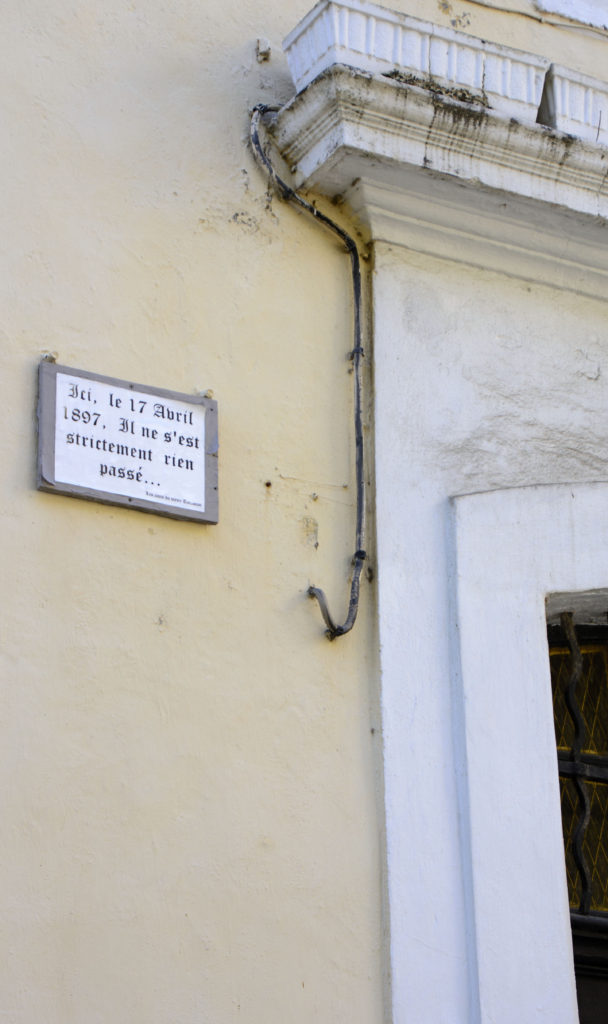 Ici, le 17 Avril
1897, Il ne s'est
strictement rien
passé...